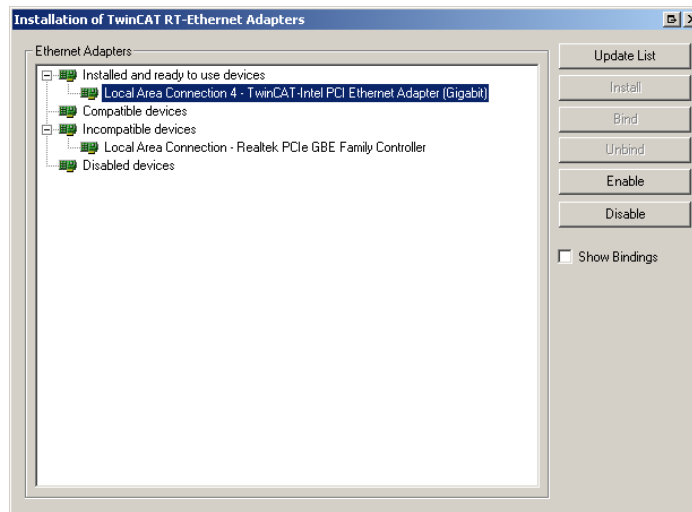 Installation of TwinCAT RT-Ethernet Adapters
Ethernet Adapters
Installed and ready to use devices
Local Area Connection 4 - TwinCAT-Intel PCI Ethernet Adapter (Gigabit)
Compatible devices
Incompatible devices
Local Area Connection - Realtek PCIe GBE Family Controller
Disabled devices
Update List
Install
Bind
Unbind
Enable
Disable
Show Bindings